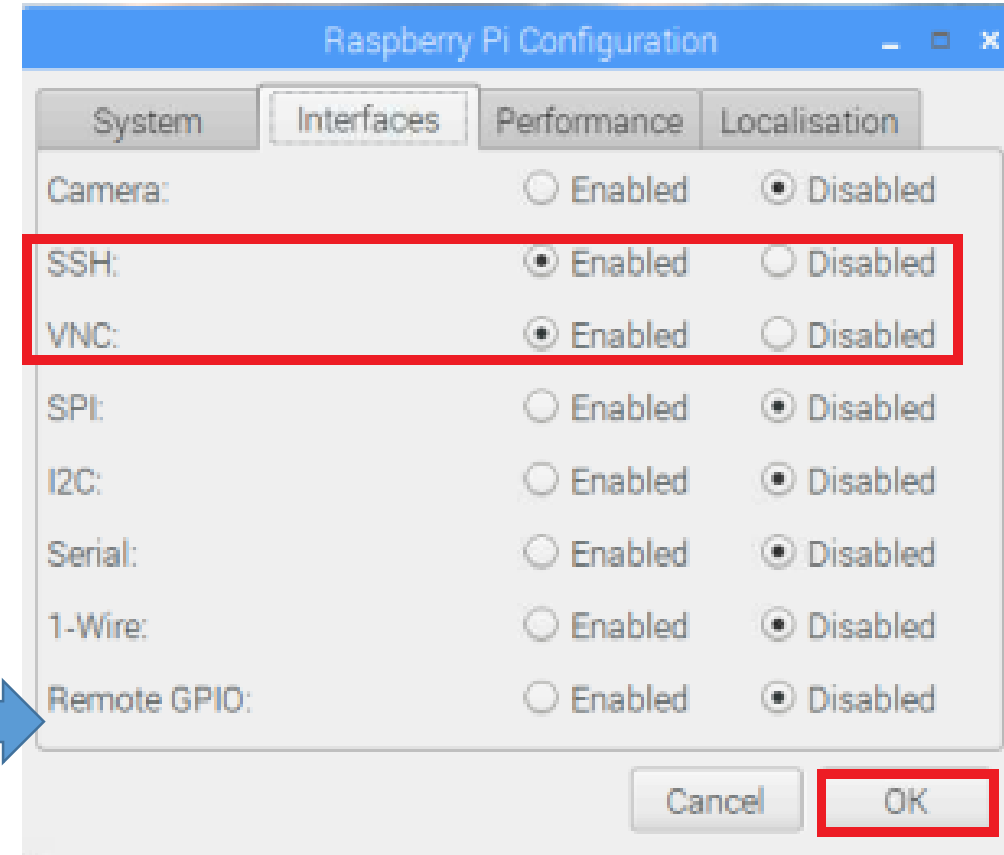 Raspberry Pi Configuration
System Interfaces Performance Localisation
Camera: Enabled Disabled
SSH: Enabled Disabled
VNC: Enabled Disabled
SPI: Enabled Disabled
I2C: Enabled Disabled
Serial: Enabled Disabled
1-Wire: Enabled Disabled
Remote GPIO: Enabled Disabled
Cancel OK